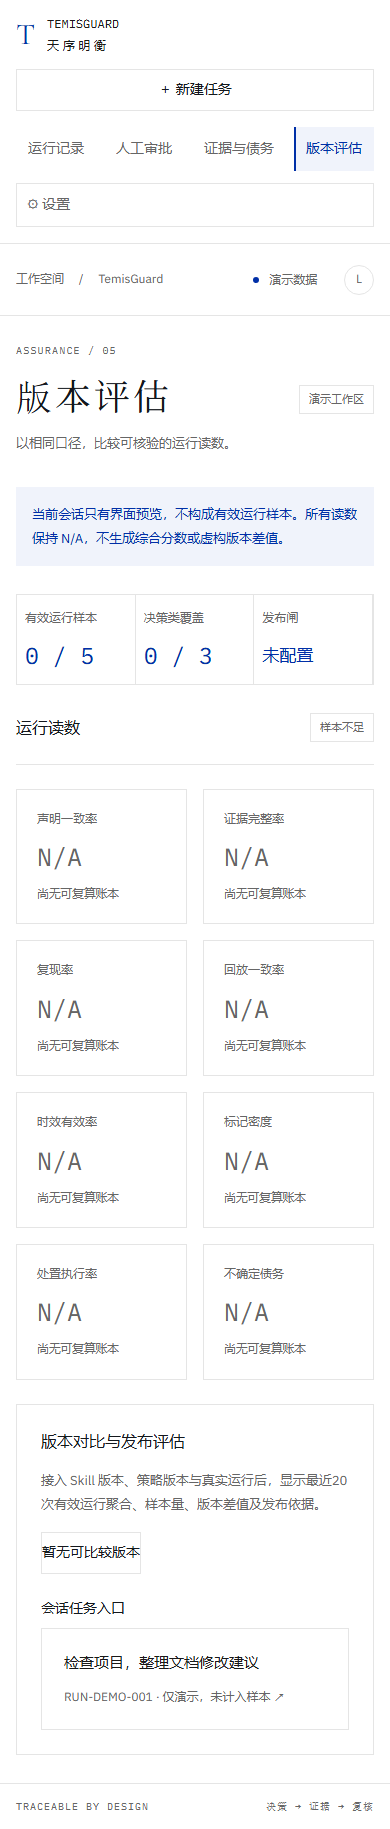 T
TEMISGUARD
天序明衡
+ 新建任务
运行记录 人工审批 证据与债务 版本评估
⚙ 设置
工作空间 / TemisGuard ● 演示数据 L
ASSURANCE / 05
版本评估
演示工作区
以相同口径，比较可核验的运行读数。
当前会话只有界面预览，不构成有效运行样本。所有读数
保持 N/A，不生成综合分数或虚构版本差值。
有效运行样本 决策类覆盖 发布闸
0 / 5 0 / 3 未配置
运行读数 样本不足
声明一致率 证据完整率
N/A N/A
尚无可复算账本 尚无可复算账本
复现率 回放一致率
N/A N/A
尚无可复算账本 尚无可复算账本
时效有效率 标记密度
N/A N/A
尚无可复算账本 尚无可复算账本
处置执行率 不确定债务
N/A N/A
尚无可复算账本 尚无可复算账本
版本对比与发布评估
接入 Skill 版本、策略版本与真实运行后，显示最近20
次有效运行聚合、样本量、版本差值及发布依据。
暂无可比较版本
会话任务入口
检查项目，整理文档修改建议
RUN-DEMO-001 · 仅演示，未计入样本 ↗
TRACEABLE BY DESIGN 决策 → 证据 → 复核